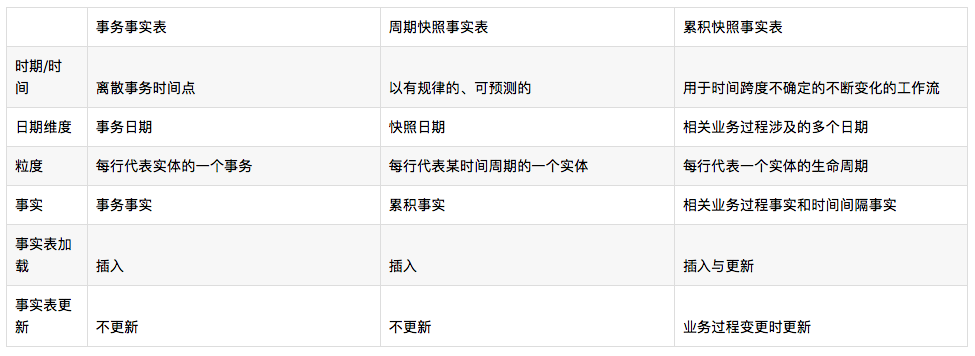 事务事实表 周期快照事实表 累积快照事实表
时期/时
间 离散事务时间点 以有规律的、可预测的 用于时间跨度不确定的不断变化的工作流
日期维度 事务日期 快照日期 相关业务过程涉及的多个日期
粒度 每行代表实体的一个事务 每行代表某时间周期的一个实体 每行代表一个实体的生命周期
事实 事务事实 累积事实 相关业务过程事实和时间间隔事实
事实表加
载 插入 插入 插入与更新
事实表更
新 不更新 不更新 业务过程变更时更新